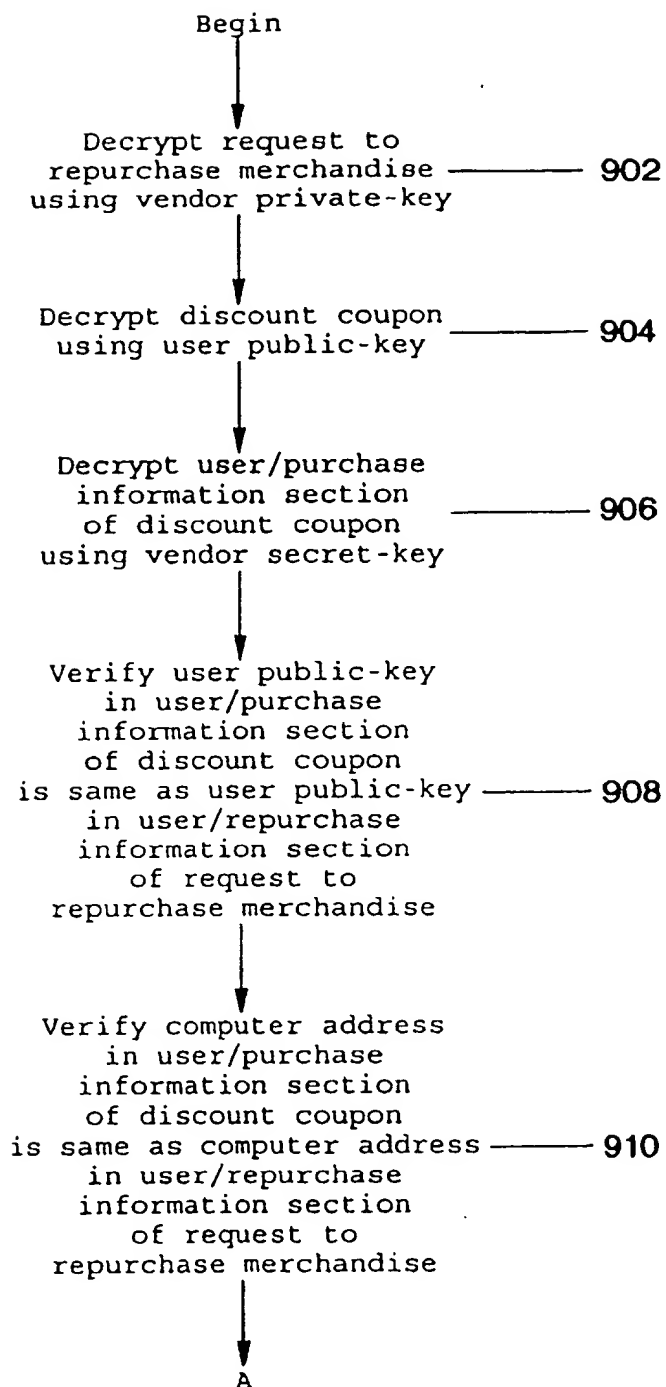 Begin
Decrypt request to
repurchase merchandise 902
using vendor private-key
Decrypt discount coupon
using user public-key 904
Decrypt user/purchase
information section
of discount coupon 906
using vendor secret-key
Verify user public-key
in user/purchase
information section
of discount coupon
is same as user public-key 908
in user/repurchase
information section
of request to
repurchase merchandise
Verify computer address
in user/purchase
information section
of discount coupon
is same as computer address 910
in user/repurchase
information section
of request to
repurchase merchandise
A